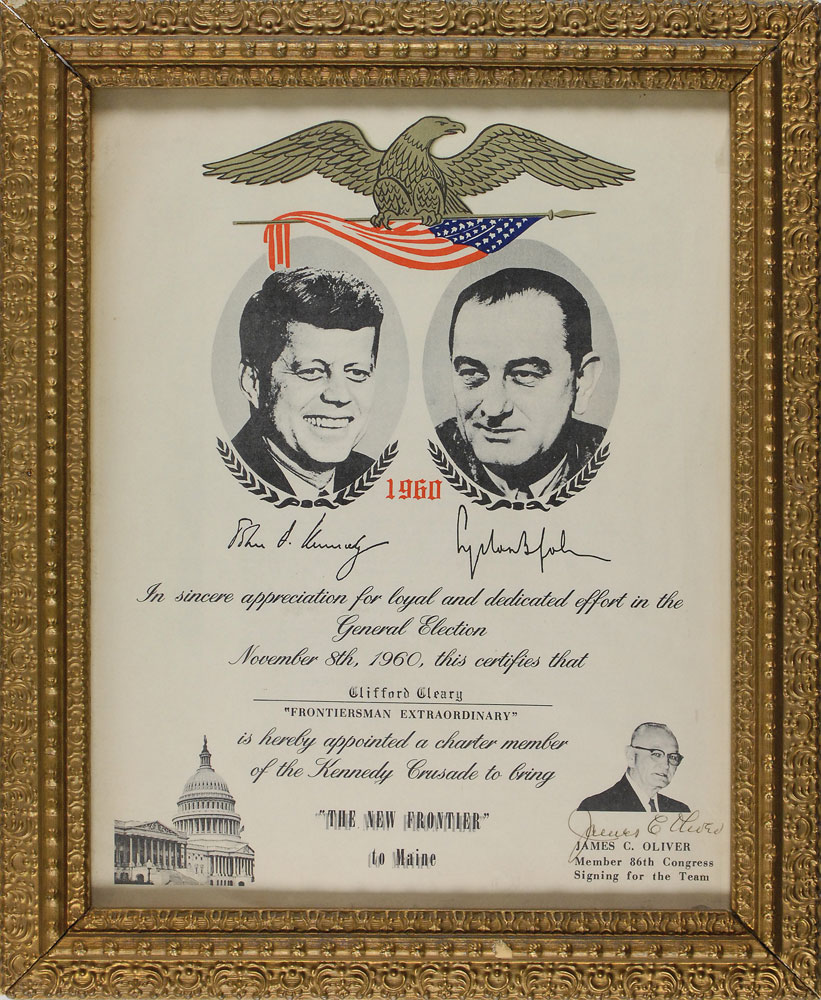 1960
John F. Kennedy
Lyndon B. Johnson
In sincere appreciation for loyal and dedicated effort in the
General Election
November 8th, 1960, this certifies that
Clifford Cleary
"FRONTIERSMAN EXTRAORDINARY"
is hereby appointed a charter member
of the Kennedy Crusade to bring
"THE NEW FRONTIER"
to Maine
James C. Oliver
JAMES C. OLIVER
Member 86th Congress
Signing for the Team